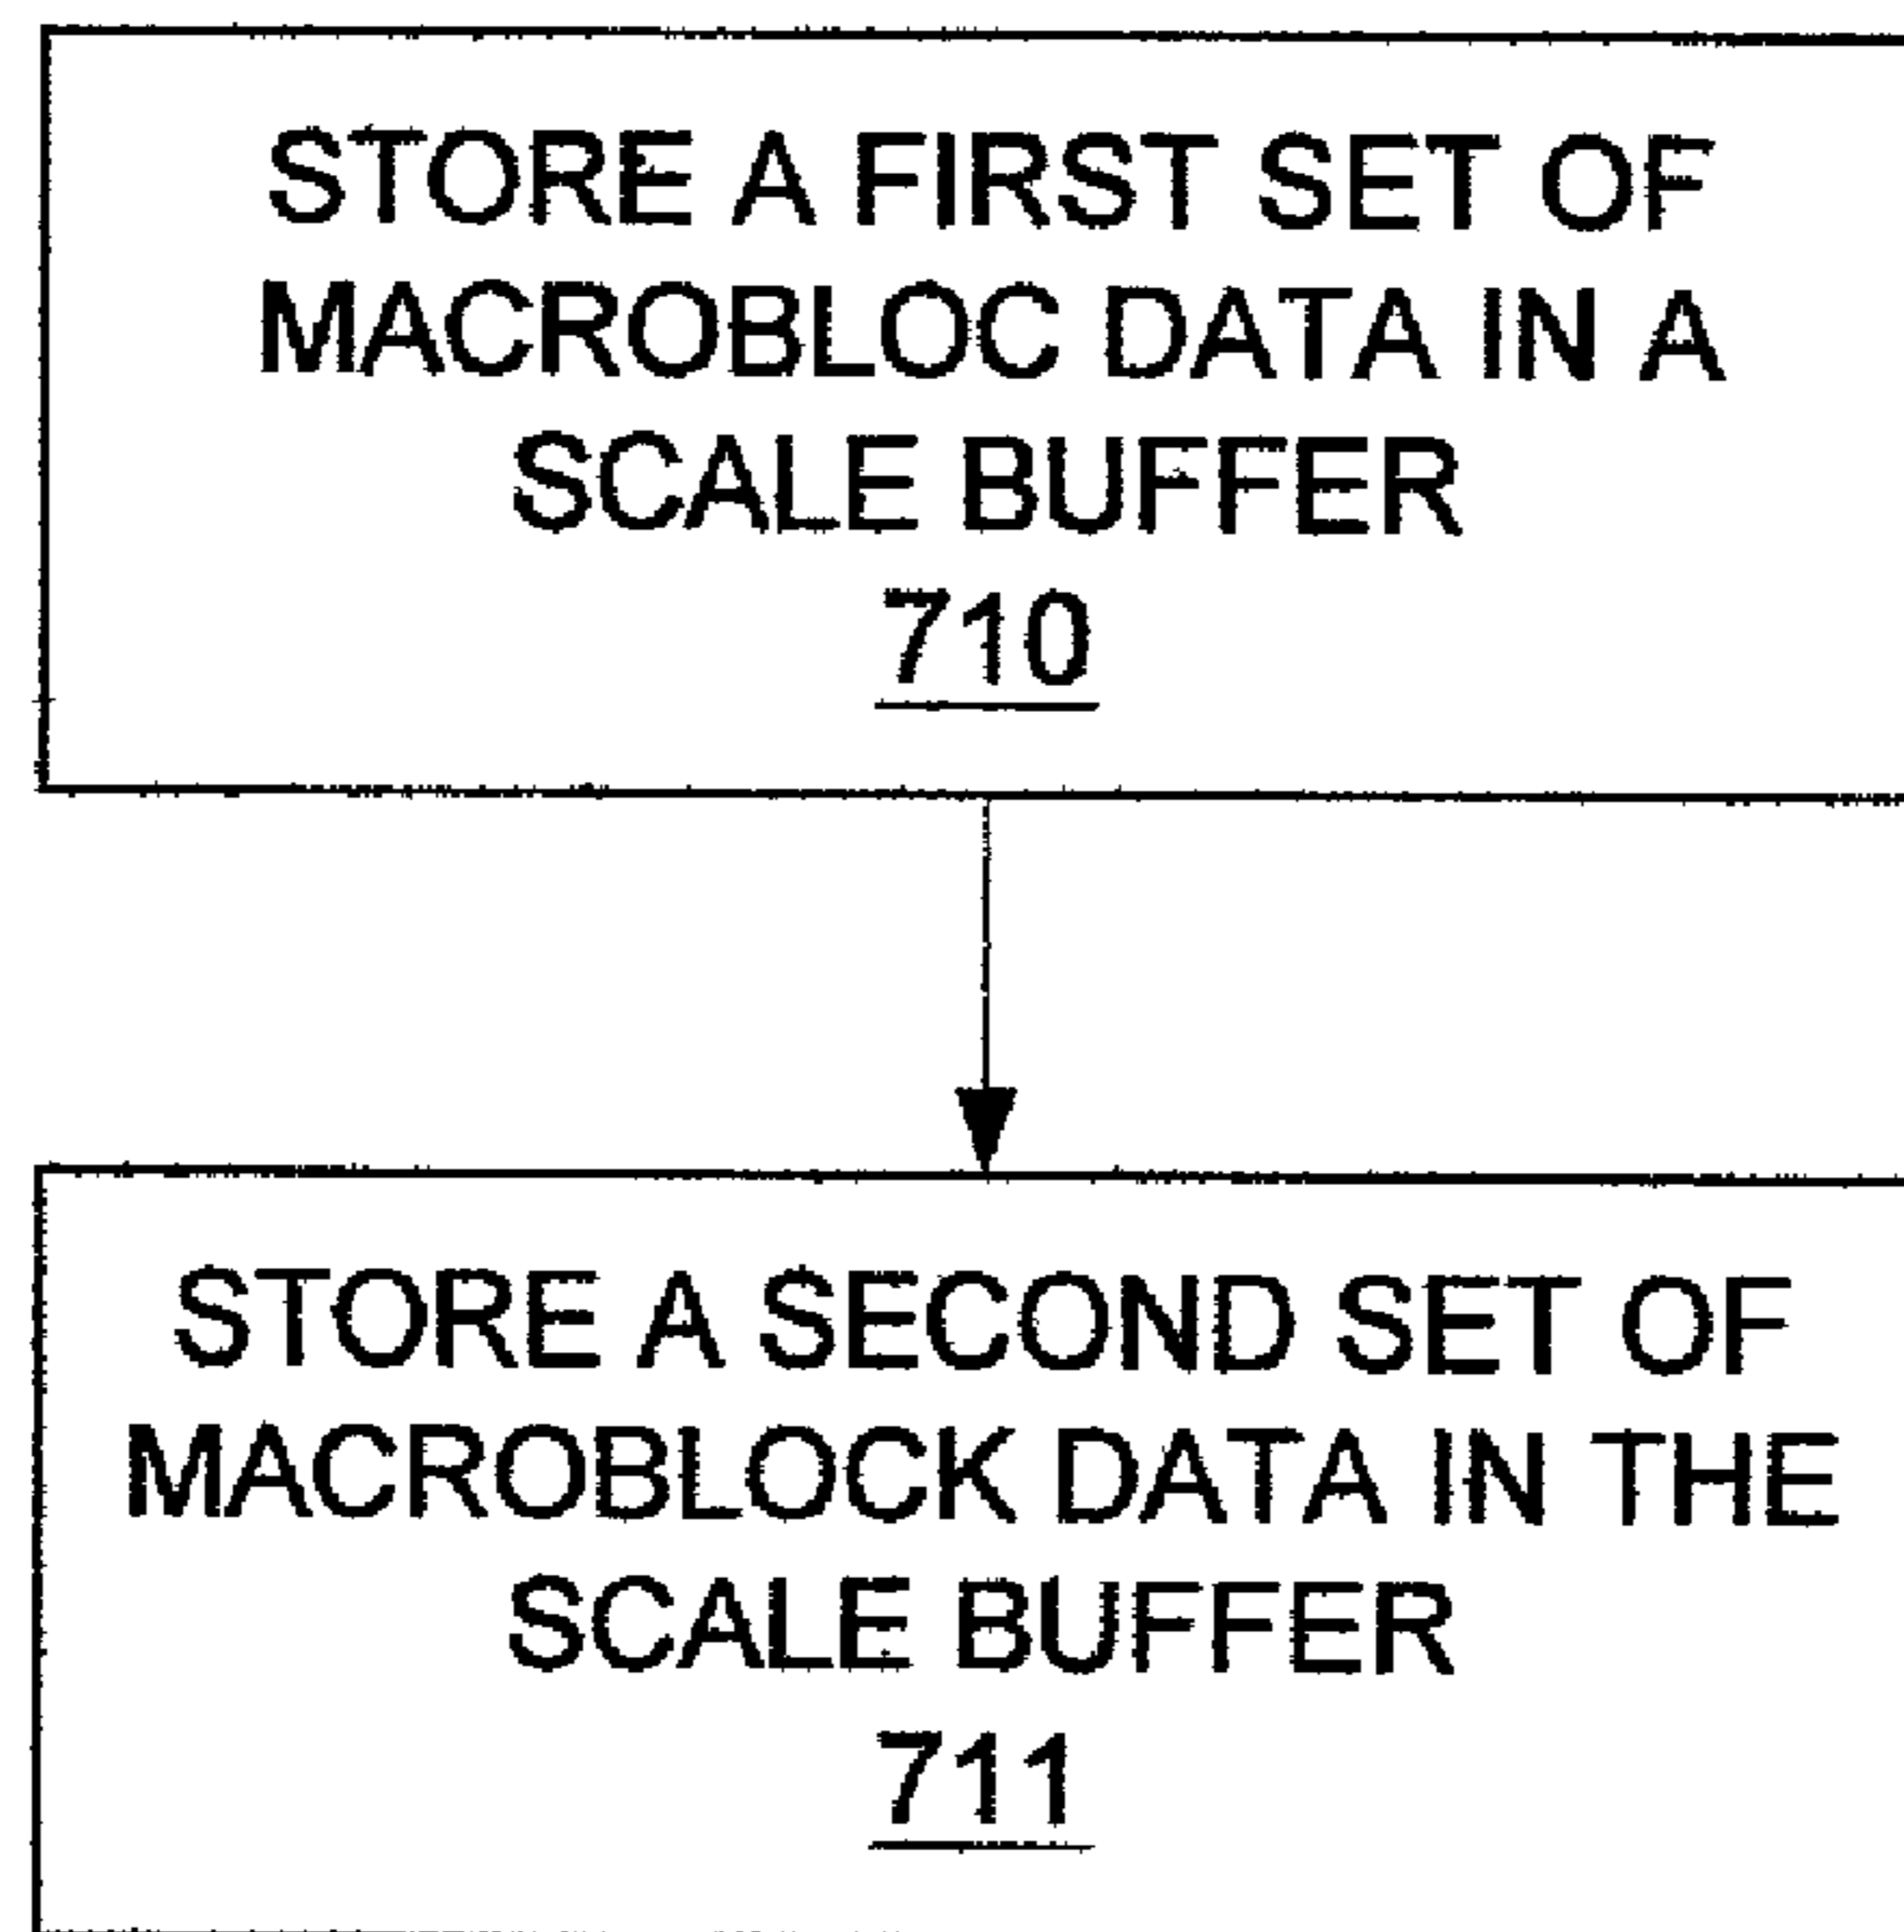 STORE A FIRST SET OF
MACROBLOC DATA IN A
SCALE BUFFER
710
STORE A SECOND SET OF
MACROBLOCK DATA IN THE
SCALE BUFFER
711